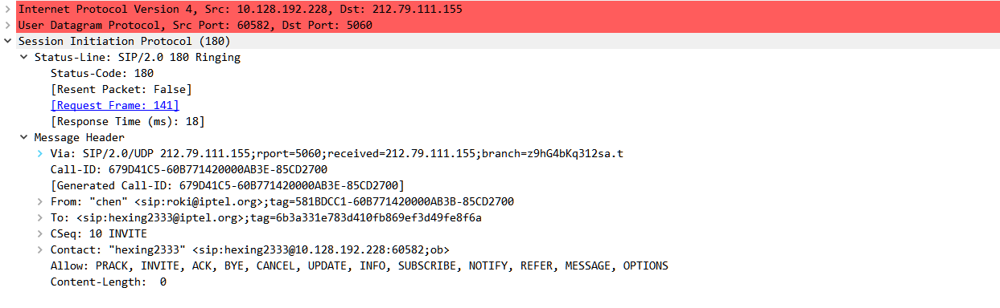 Internet Protocol Version 4, Src: 10.128.192.228, Dst: 212.79.111.155
User Datagram Protocol, Src Port: 60582, Dst Port: 5060
Session Initiation Protocol (180)
Status-Line: SIP/2.0 180 Ringing
Status-Code: 180
[Resent Packet: False]
[Request Frame: 141]
[Response Time (ms): 18]
Message Header
Via: SIP/2.0/UDP 212.79.111.155;rport=5060;received=212.79.111.155;branch=z9hG4bKq312sa.t
Call-ID: 679D41C5-60B771420000AB3E-85CD2700
[Generated Call-ID: 679D41C5-60B771420000AB3E-85CD2700]
From: "chen" <sip:roki@iptel.org>;tag=581BDCC1-60B771420000AB3B-85CD2700
To: <sip:hexing2333@iptel.org>;tag=6b3a331e783d410fb869ef3d49fe8f6a
CSeq: 10 INVITE
Contact: "hexing2333" <sip:hexing2333@10.128.192.228:60582;ob>
Allow: PRACK, INVITE, ACK, BYE, CANCEL, UPDATE, INFO, SUBSCRIBE, NOTIFY, REFER, MESSAGE, OPTIONS
Content-Length:  0